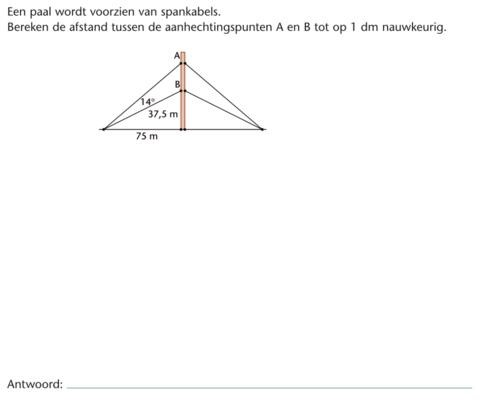 Een paal wordt voorzien van spankabels.
Bereken de afstand tussen de aanhechtingspunten A en B tot op 1 dm nauwkeurig.
A
B
14°
37,5 m
75 m
Antwoord: